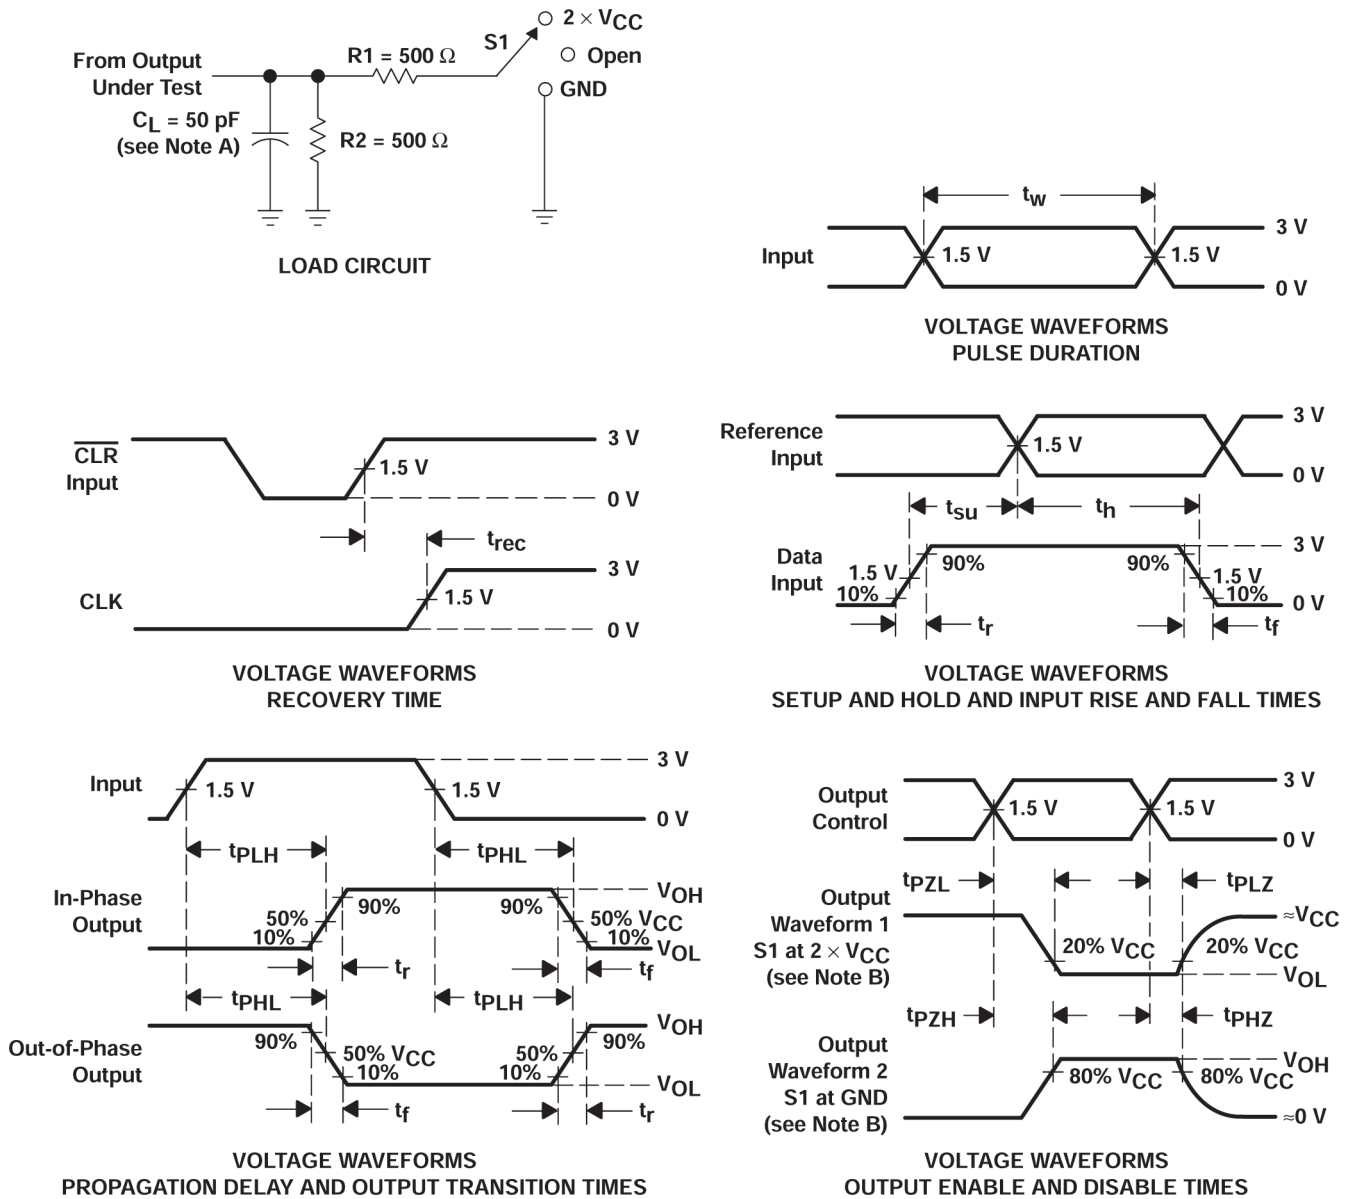 2 × VCC
S1
Open
GND
From Output
Under Test
R1 = 500 Ω
CL = 50 pF
(see Note A)
R2 = 500 Ω
LOAD CIRCUIT
tw
Input
1.5 V
1.5 V
3 V
0 V
VOLTAGE WAVEFORMS
PULSE DURATION
CLR
Input
1.5 V
3 V
0 V
trec
CLK
1.5 V
3 V
0 V
VOLTAGE WAVEFORMS
RECOVERY TIME
Reference
Input
1.5 V
3 V
0 V
tsu
th
Data
Input
1.5 V
10%
90%
90%
1.5 V
10%
3 V
0 V
tr
tf
VOLTAGE WAVEFORMS
SETUP AND HOLD AND INPUT RISE AND FALL TIMES
Input
1.5 V
1.5 V
3 V
0 V
tPLH
tPHL
In-Phase
Output
50%
10%
90%
90%
50% VCC
10%
VOH
VOL
tr
tf
tPHL
tPLH
Out-of-Phase
Output
90%
50% VCC
10%
50%
10%
90%
VOH
VOL
tf
tr
VOLTAGE WAVEFORMS
PROPAGATION DELAY AND OUTPUT TRANSITION TIMES
Output
Control
1.5 V
1.5 V
3 V
0 V
tPZL
tPLZ
Output
Waveform 1
S1 at 2 × VCC
(see Note B)
20% VCC
20% VCC
≈VCC
VOL
tPZH
tPHZ
Output
Waveform 2
S1 at GND
(see Note B)
80% VCC
80% VCC
VOH
≈0 V
VOLTAGE WAVEFORMS
OUTPUT ENABLE AND DISABLE TIMES